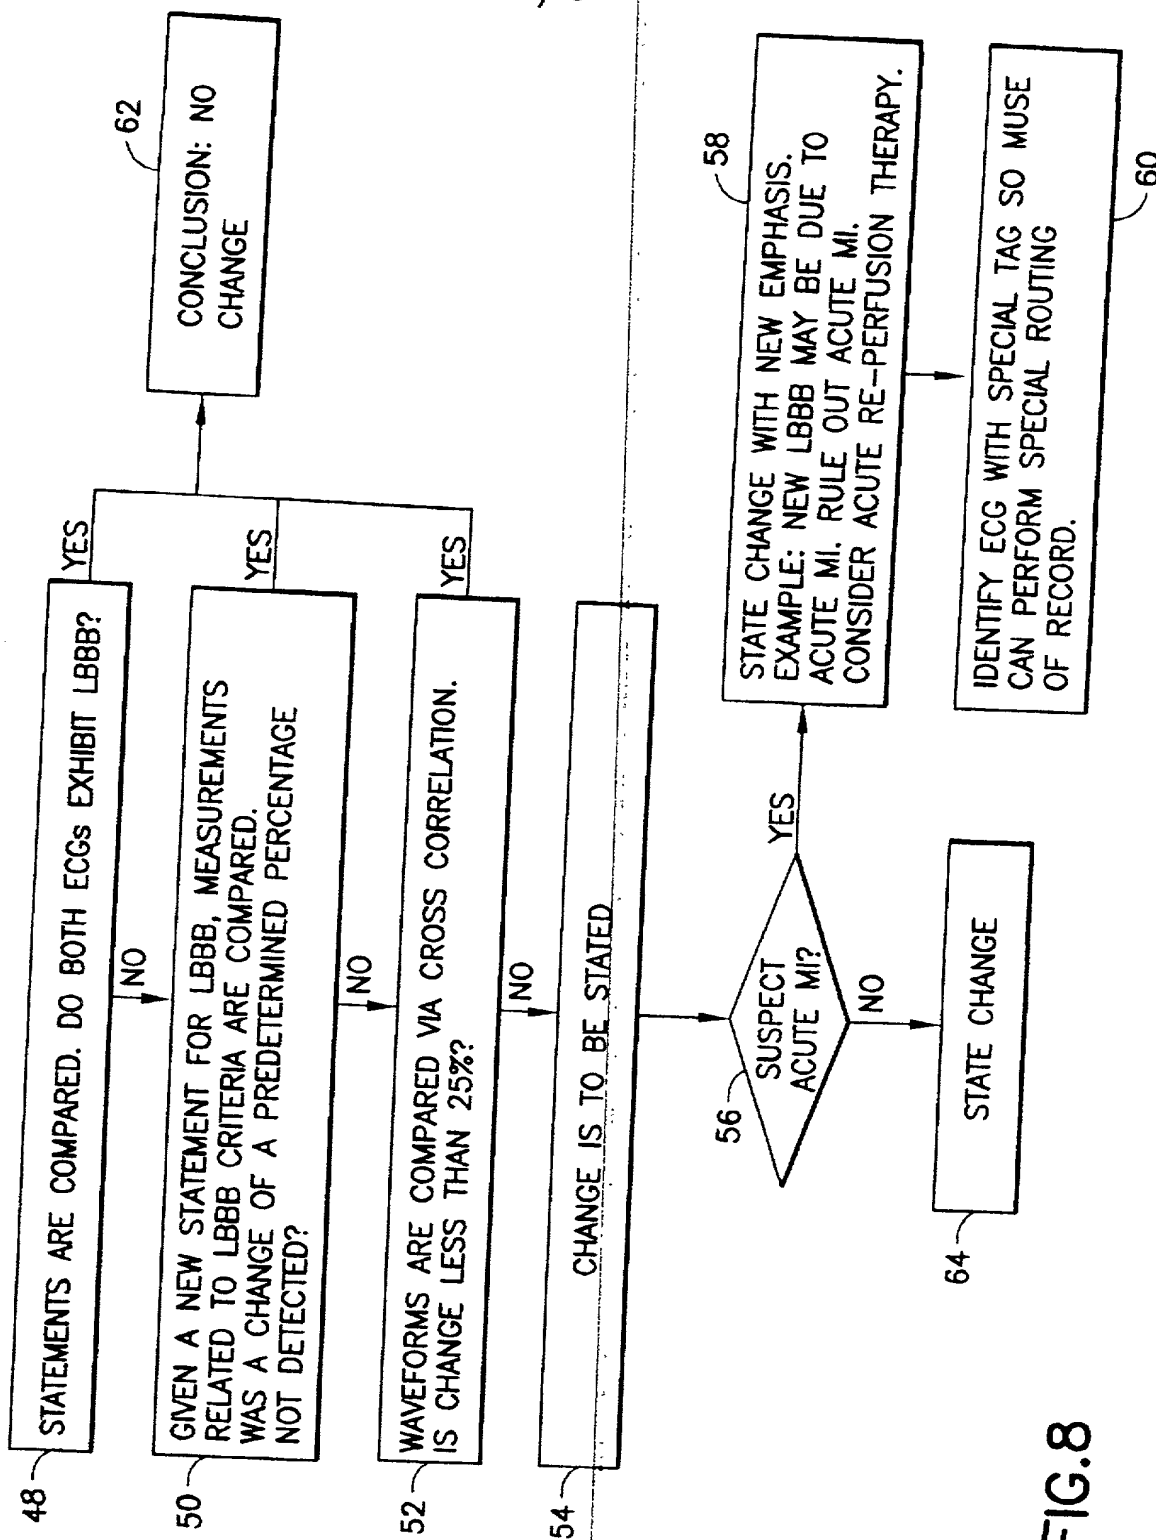 48
STATEMENTS ARE COMPARED. DO BOTH ECGs EXHIBIT LBBB?
YES
NO
50
GIVEN A NEW STATEMENT FOR LBBB, MEASUREMENTS
RELATED TO LBBB CRITERIA ARE COMPARED.
WAS A CHANGE OF A PREDETERMINED PERCENTAGE
NOT DETECTED?
YES
NO
52
WAVEFORMS ARE COMPARED VIA CROSS CORRELATION.
IS CHANGE LESS THAN 25%?
YES
NO
62
CONCLUSION: NO
CHANGE
54
CHANGE IS TO BE STATED
56
SUSPECT
ACUTE MI?
YES
NO
58
STATE CHANGE WITH NEW EMPHASIS.
EXAMPLE: NEW LBBB MAY BE DUE TO
ACUTE MI. RULE OUT ACUTE MI.
CONSIDER ACUTE RE-PERFUSION THERAPY.
IDENTIFY ECG WITH SPECIAL TAG SO MUSE
CAN PERFORM SPECIAL ROUTING
OF RECORD.
60
64
STATE CHANGE
FIG.8